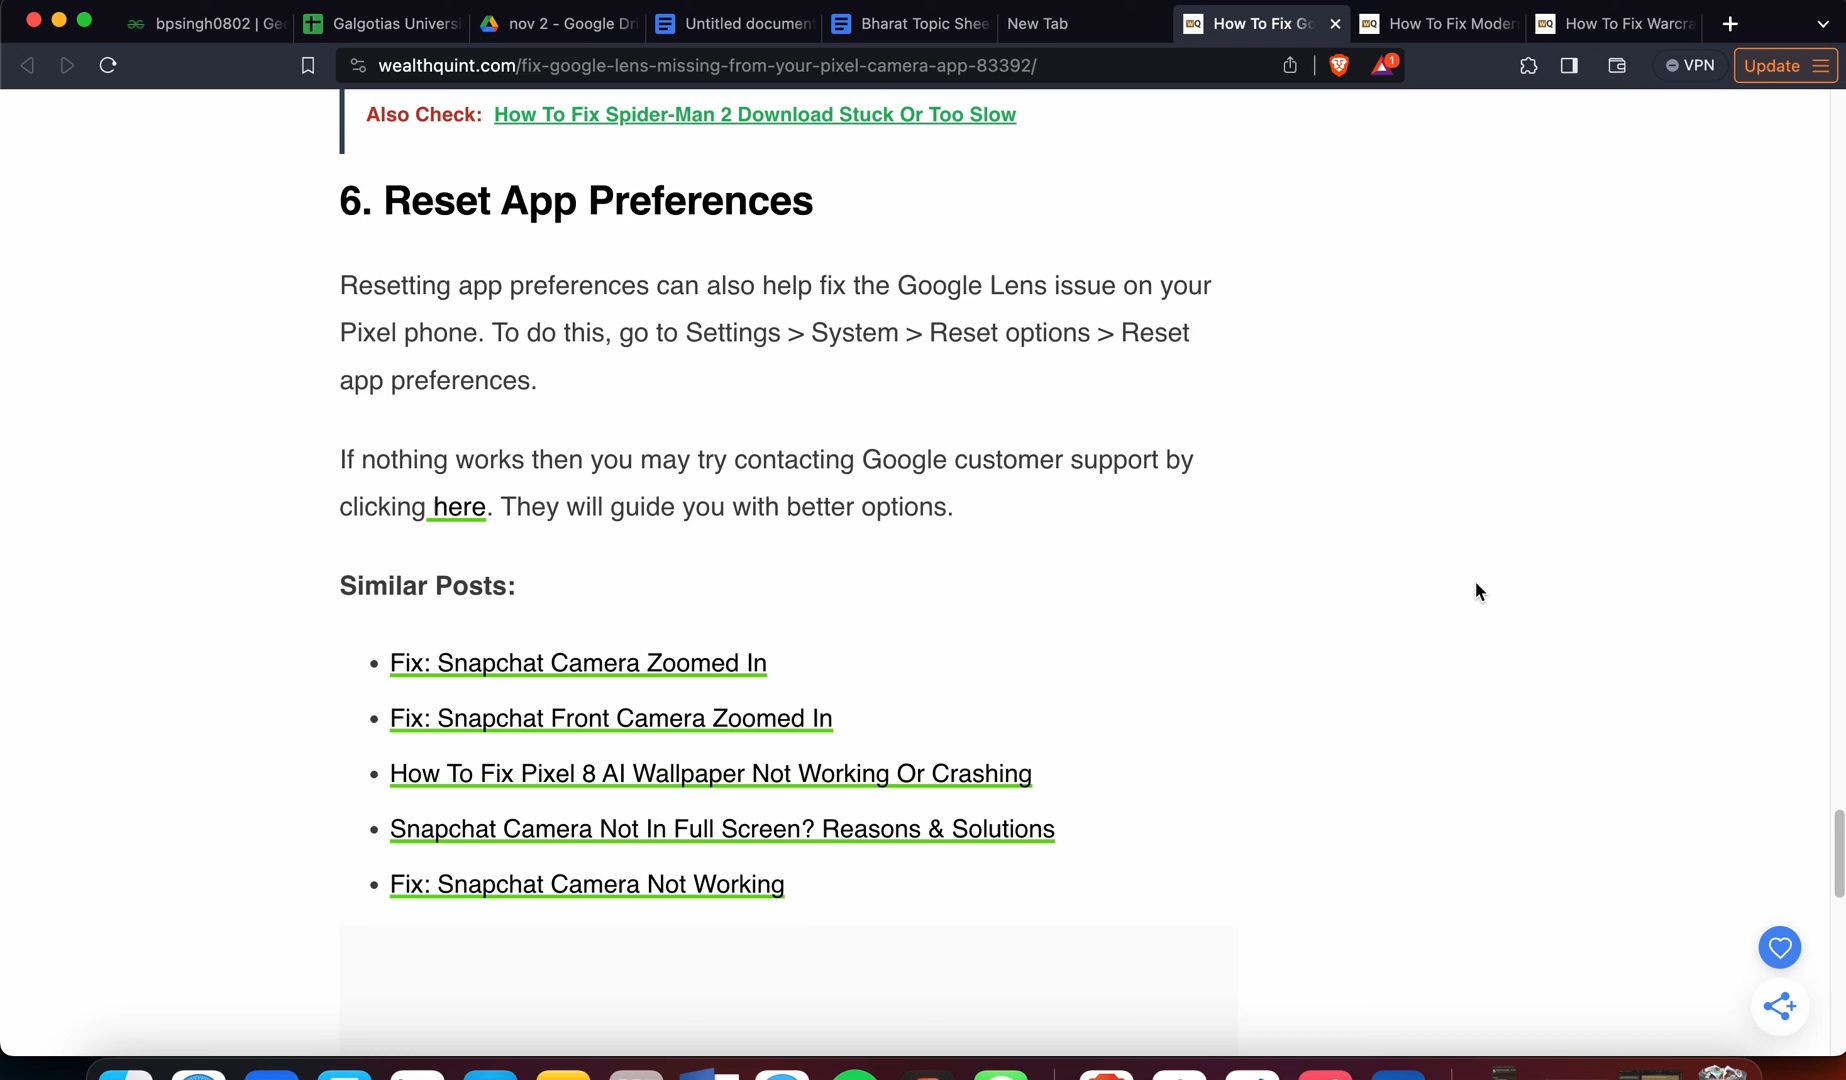 bpsingh0802 | Ge
Galgotias Universi
nov 2 - Google Dri
Untitled documen
Bharat Topic Shee
New Tab
How To Fix Go
How To Fix Moder
How To Fix Warcra
wealthquint.com/fix-google-lens-missing-from-your-pixel-camera-app-83392/
1
VPN
Update
Also Check: How To Fix Spider-Man 2 Download Stuck Or Too Slow
6. Reset App Preferences
Resetting app preferences can also help fix the Google Lens issue on your
Pixel phone. To do this, go to Settings > System > Reset options > Reset
app preferences.
If nothing works then you may try contacting Google customer support by
clicking here. They will guide you with better options.
Similar Posts:
• Fix: Snapchat Camera Zoomed In
• Fix: Snapchat Front Camera Zoomed In
• How To Fix Pixel 8 AI Wallpaper Not Working Or Crashing
• Snapchat Camera Not In Full Screen? Reasons & Solutions
• Fix: Snapchat Camera Not Working